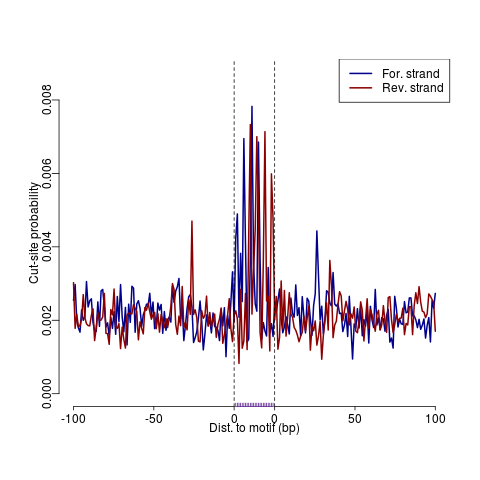 For. strand
Rev. strand
Cut-site probability
0.008
0.006
0.004
0.002
0.000
-100 -50 0 0 50 100
Dist. to motif (bp)